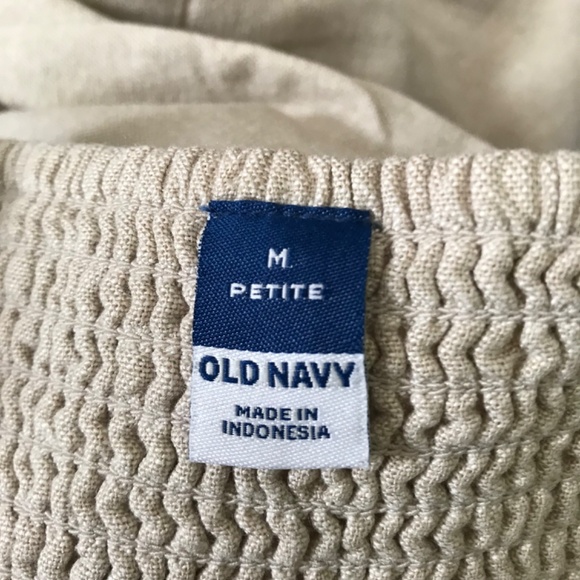 M.
PETITE
OLD NAVY
MADE IN
INDONESIA